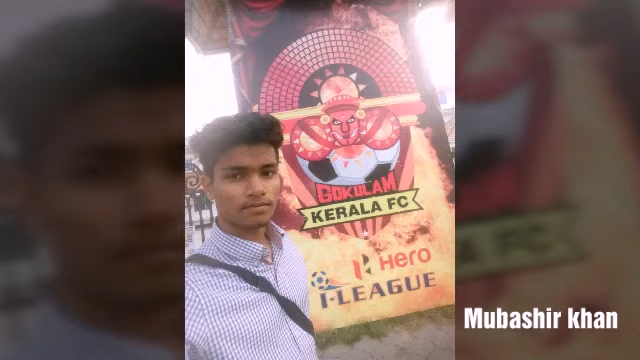 GOKULAM
KERALA FC
Hero
I-LEAGUE
Mubashir khan